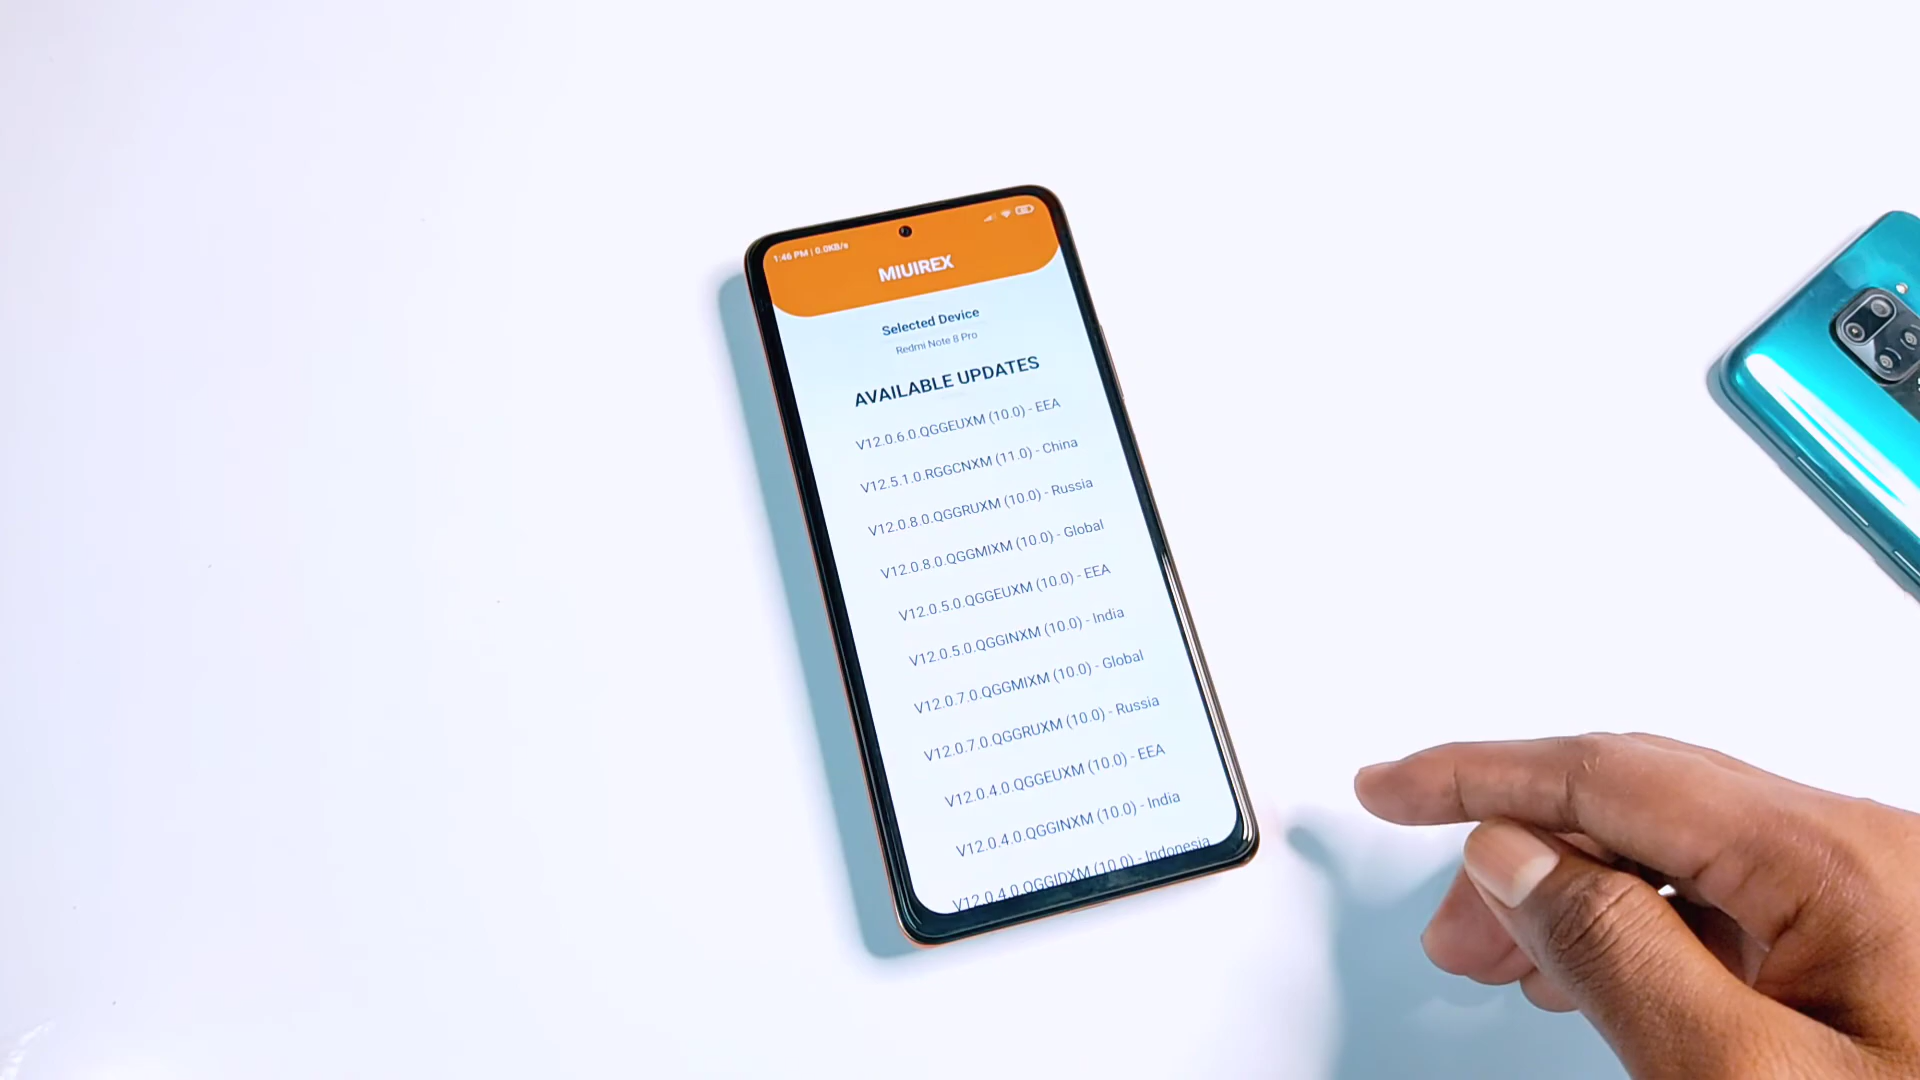 1:46 PM | 0.0KB/s
MIUIREX
Selected Device
Redmi Note 8 Pro
AVAILABLE UPDATES
V12.0.6.0.QGGEUXM (10.0) - EEA
V12.5.1.0.RGGCNXM (11.0) - China
V12.0.8.0.QGGRUXM (10.0) - Russia
V12.0.8.0.QGGMIXM (10.0) - Global
V12.0.5.0.QGGEUXM (10.0) - EEA
V12.0.5.0.QGGINXM (10.0) - India
V12.0.7.0.QGGMIXM (10.0) - Global
V12.0.7.0.QGGRUXM (10.0) - Russia
V12.0.4.0.QGGEUXM (10.0) - EEA
V12.0.4.0.QGGINXM (10.0) - India
V12.0.4.0.QGGIDXM (10.0) - Indonesia